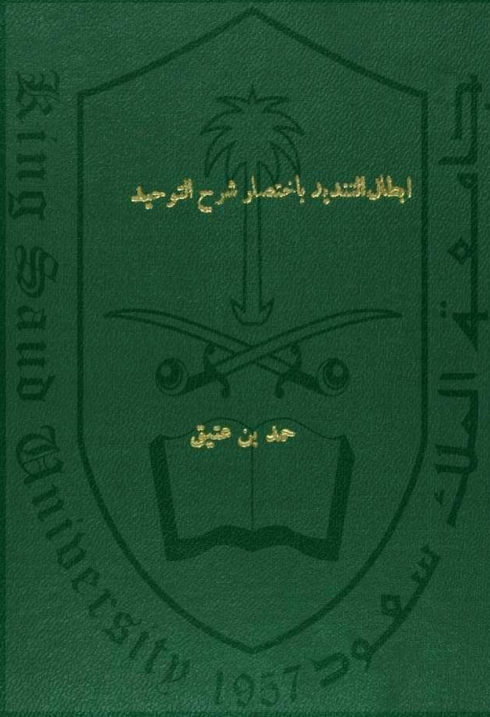 ابطال التنديد باختصار شرح التوحيد
حمد بن عتيق
King Saud University 1957
جامعة الملك سعود